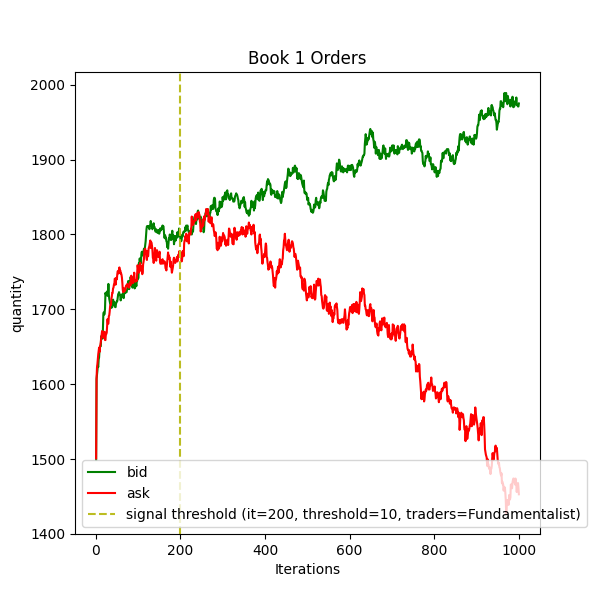 Book 1 Orders
2000
1900
1800
1700
1600
1500
1400
quantity
bid
ask
signal threshold (it=200, threshold=10, traders=Fundamentalist)
0 200 400 600 800 1000
Iterations